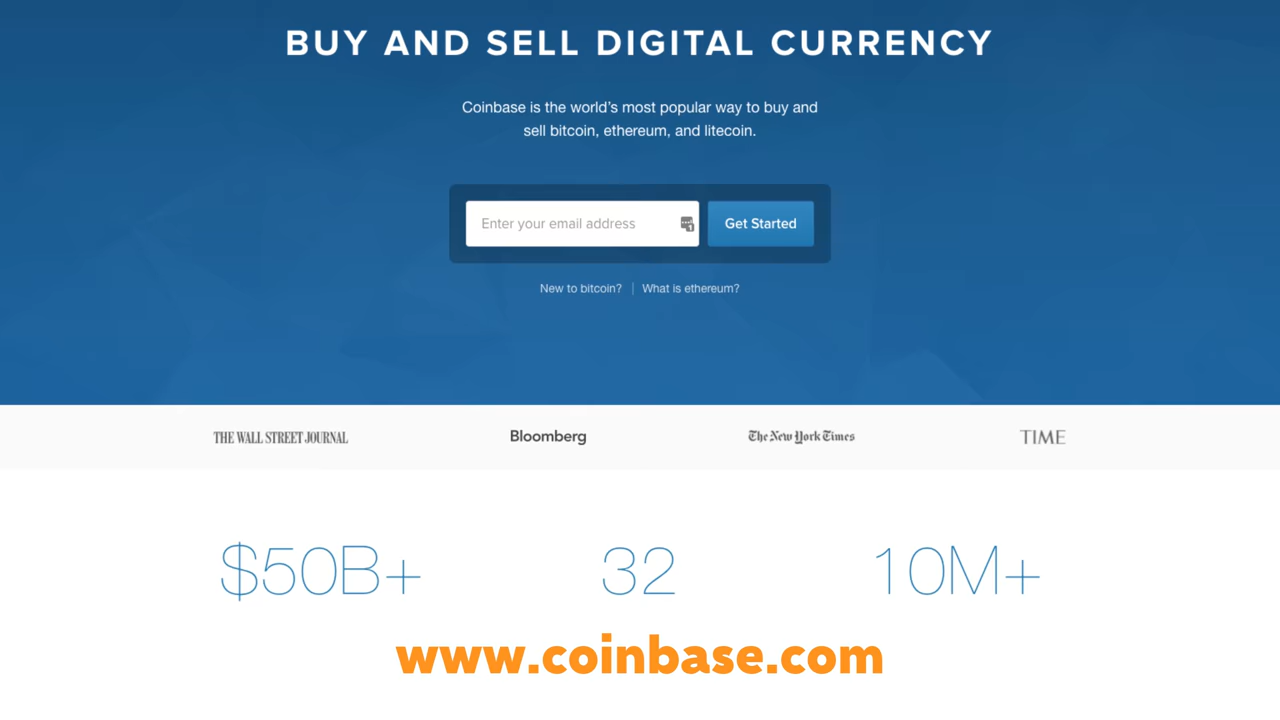 BUY AND SELL DIGITAL CURRENCY
Coinbase is the world's most popular way to buy and
sell bitcoin, ethereum, and litecoin.
Enter your email address
Get Started
New to bitcoin? | What is ethereum?
THE WALL STREET JOURNAL
Bloomberg
The New York Times
TIME
$50B+
32
10M+
www.coinbase.com